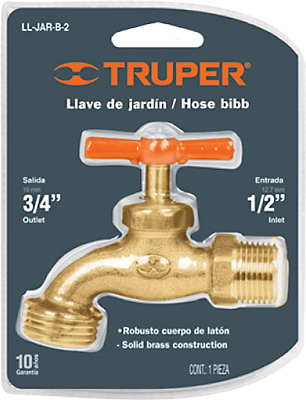 LL-JAR-B-2
TRUPER
Llave de jardín / Hose bibb
Salida
19 mm
3/4”
Outlet
Entrada
12.7 mm
1/2”
Inlet
• Robusto cuerpo de latón
- Solid brass construction
10 años
Garantía
CONT.: 1 PIEZA